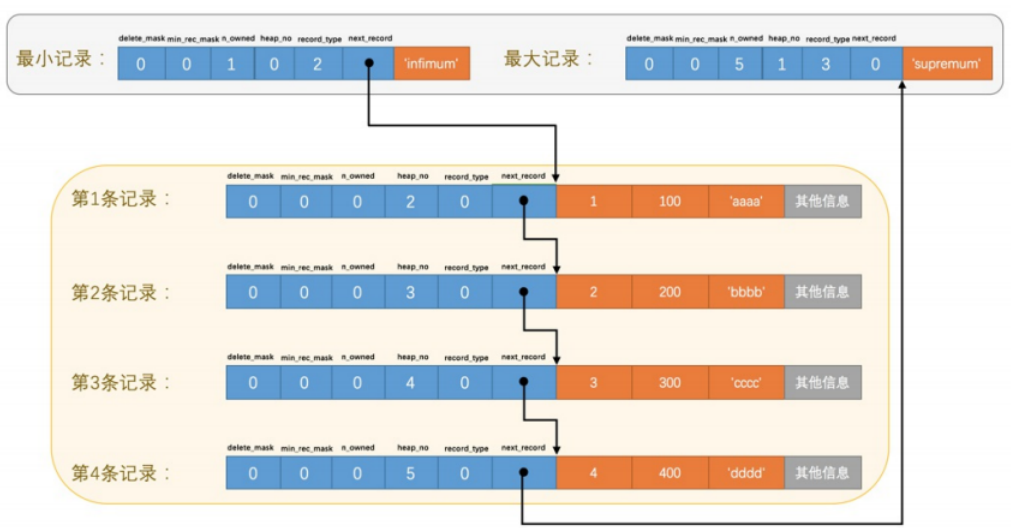 delete_mask min_rec_mask n_owned heap_no record_type next_record
最小记录： 0 0 1 0 2 'infimum'
delete_mask min_rec_mask n_owned heap_no record_type next_record
最大记录： 0 0 5 1 3 0 'supremum'
delete_mask min_rec_mask n_owned heap_no record_type next_record
第1条记录： 0 0 0 2 0 1 100 'aaaa' 其他信息
delete_mask min_rec_mask n_owned heap_no record_type next_record
第2条记录： 0 0 0 3 0 2 200 'bbbb' 其他信息
delete_mask min_rec_mask n_owned heap_no record_type next_record
第3条记录： 0 0 0 4 0 3 300 'cccc' 其他信息
delete_mask min_rec_mask n_owned heap_no record_type next_record
第4条记录： 0 0 0 5 0 4 400 'dddd' 其他信息